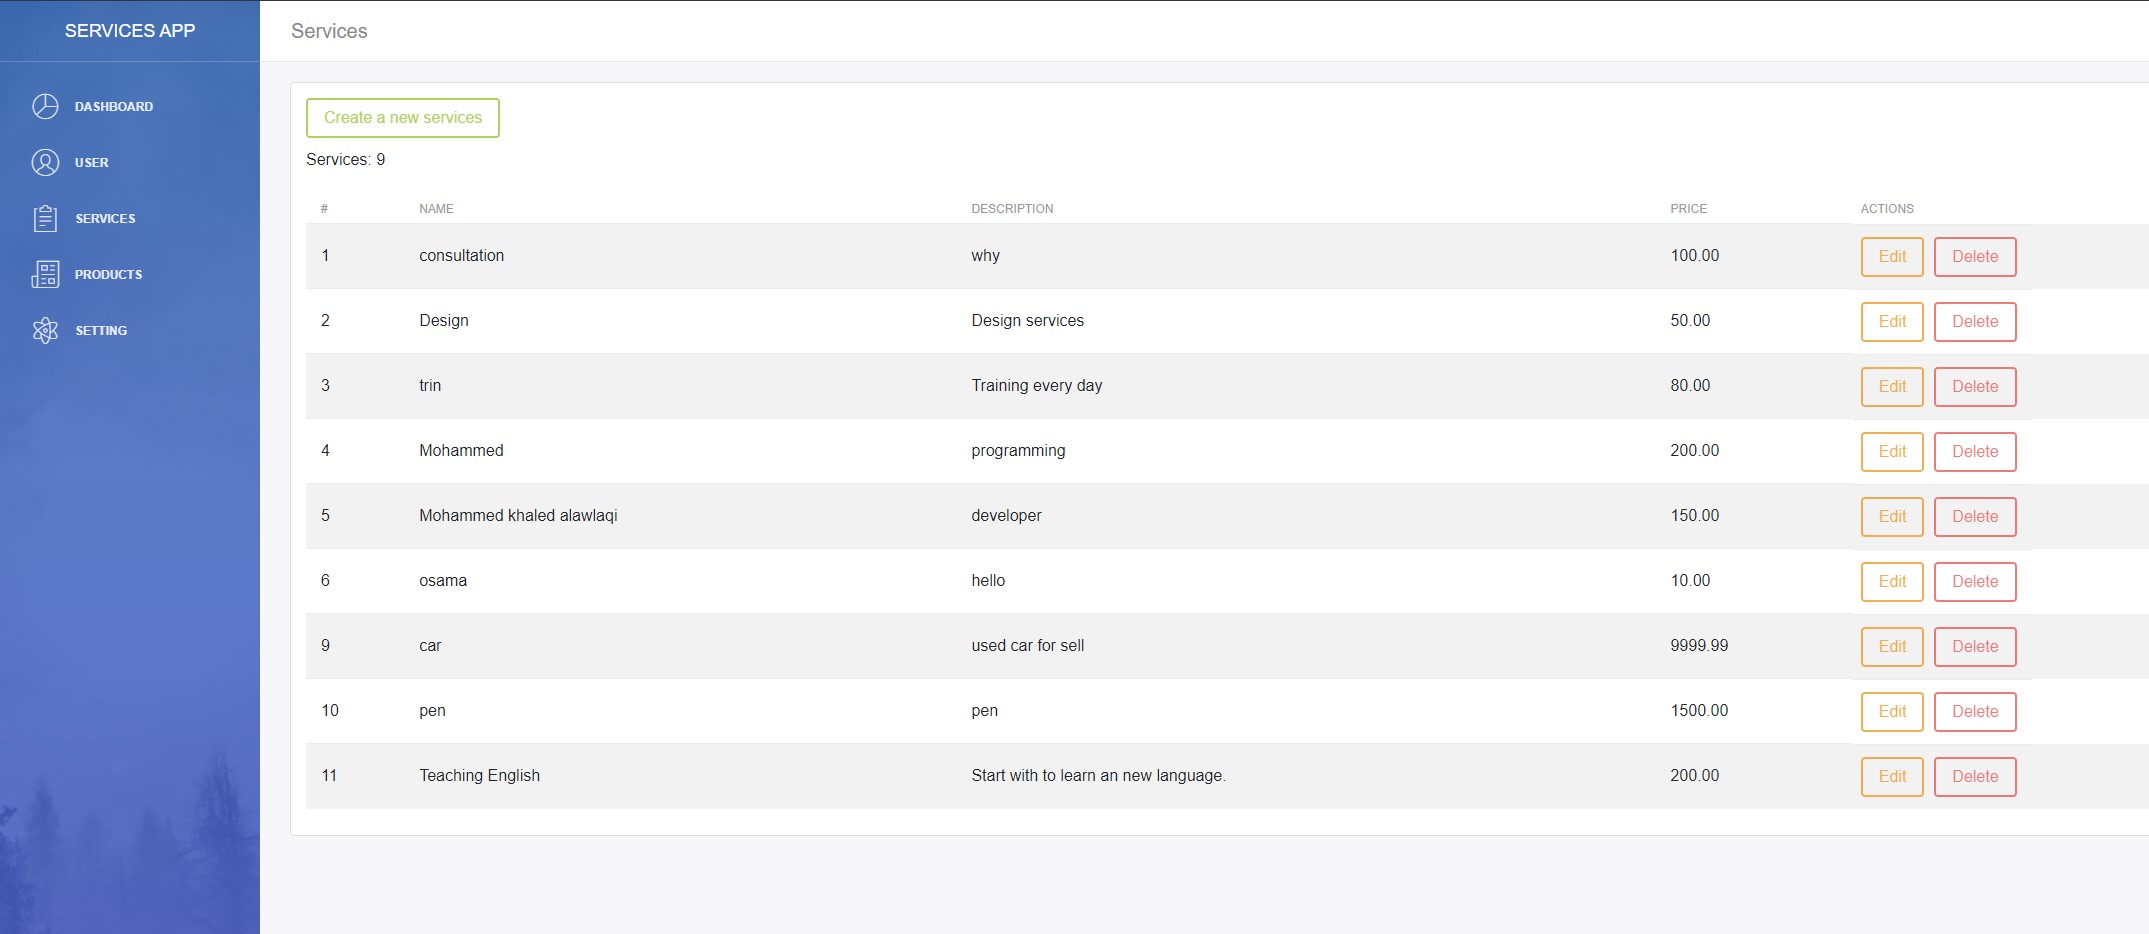 SERVICES APP
DASHBOARD
USER
SERVICES
PRODUCTS
SETTING
Services
Create a new services
Services: 9
# NAME DESCRIPTION PRICE ACTIONS
1 consultation why 100.00 Edit Delete
2 Design Design services 50.00 Edit Delete
3 trin Training every day 80.00 Edit Delete
4 Mohammed programming 200.00 Edit Delete
5 Mohammed khaled alawlaqi developer 150.00 Edit Delete
6 osama hello 10.00 Edit Delete
9 car used car for sell 9999.99 Edit Delete
10 pen pen 1500.00 Edit Delete
11 Teaching English Start with to learn an new language. 200.00 Edit Delete